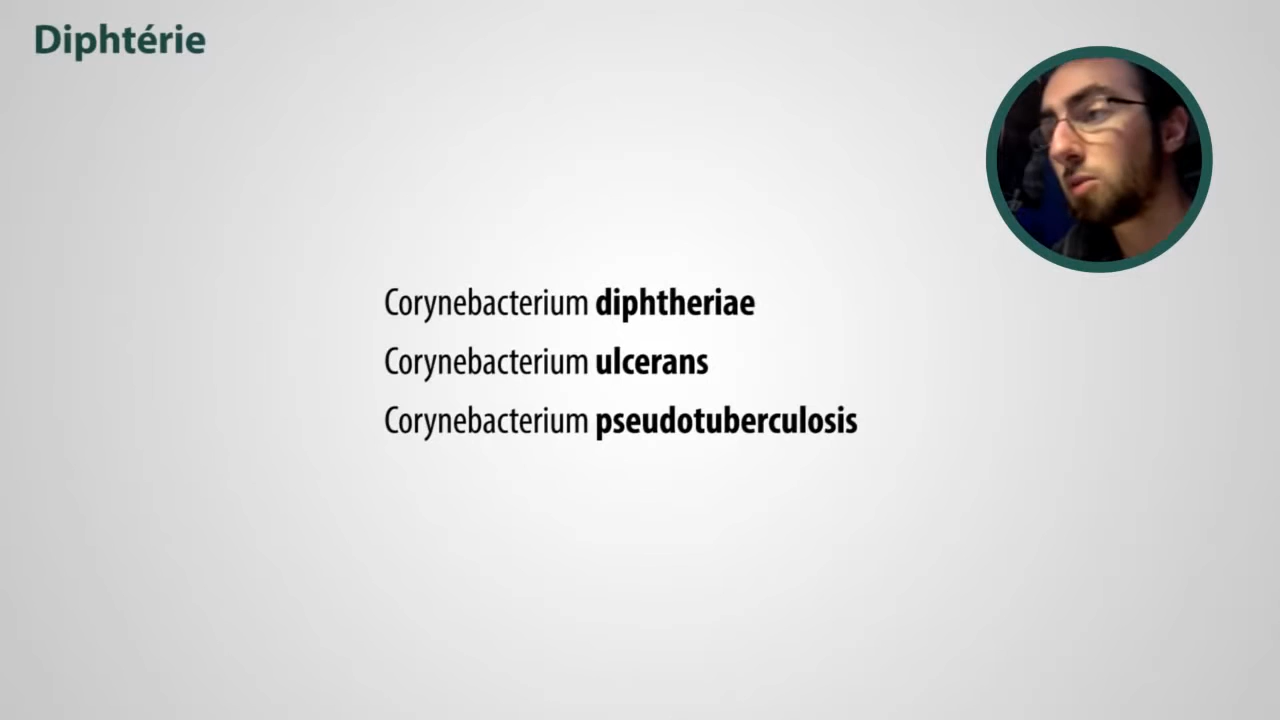 Diphtérie
Corynebacterium diphtheriae
Corynebacterium ulcerans
Corynebacterium pseudotuberculosis